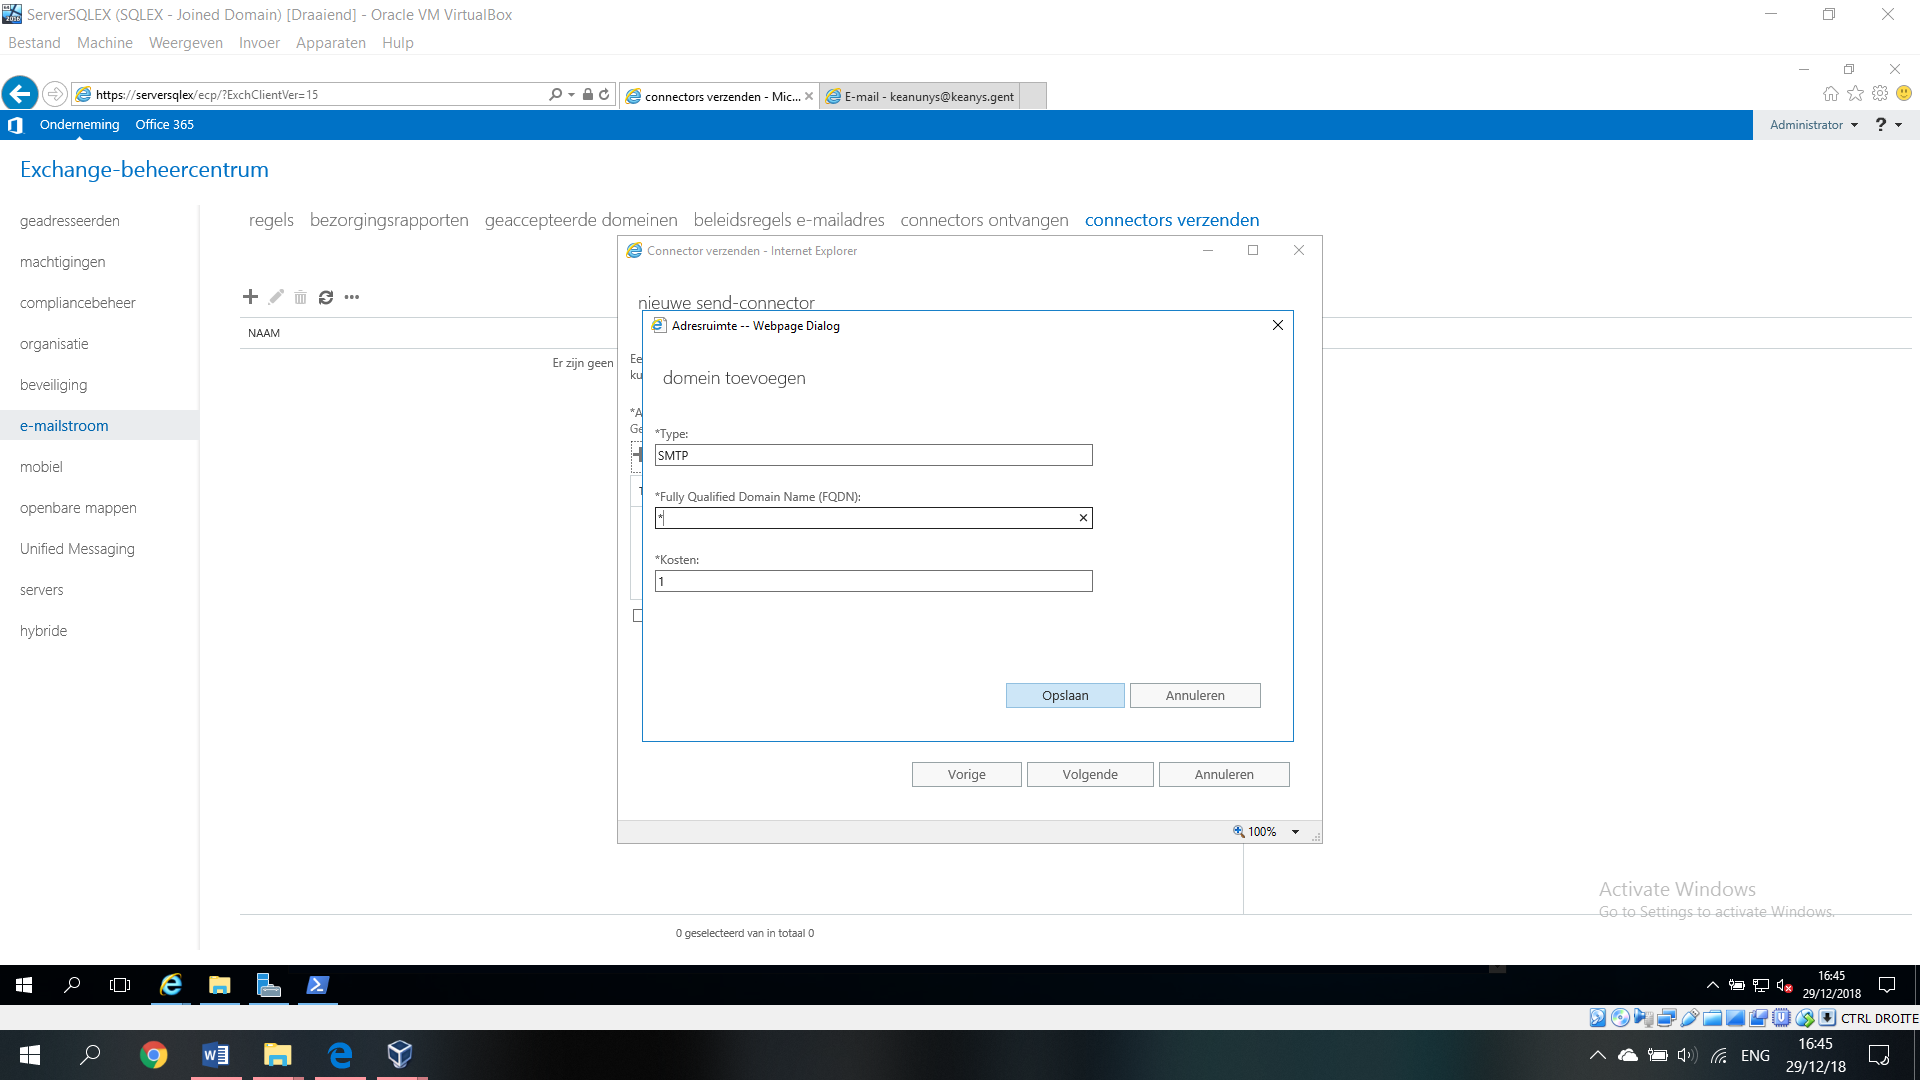 ServerSQLEX (SQLEX - Joined Domain) [Draaiend] - Oracle VM VirtualBox
Bestand Machine Weergeven Invoer Apparaten Hulp
https://serversqlex/ecp/?ExchClientVer=15
connectors verzenden - Mic...
E-mail - keanunys@keanys.gent
Onderneming Office 365
Administrator ?
Exchange-beheercentrum
geadresseerden
machtigingen
compliancebeheer
organisatie
beveiliging
e-mailstroom
mobiel
openbare mappen
Unified Messaging
servers
hybride
regels bezorgingsrapporten geaccepteerde domeinen beleidsregels e-mailadres connectors ontvangen connectors verzenden
NAAM
Er zijn geen
Connector verzenden - Internet Explorer
nieuwe send-connector
Ee
ku
*A
Ge
Adresruimte -- Webpage Dialog
domein toevoegen
*Type:
SMTP
*Fully Qualified Domain Name (FQDN):
*
*Kosten:
1
Opslaan Annuleren
Vorige Volgende Annuleren
100%
Activate Windows
Go to Settings to activate Windows.
0 geselecteerd van in totaal 0
16:45
29/12/2018
CTRL DROITE
ENG
16:45
29/12/18